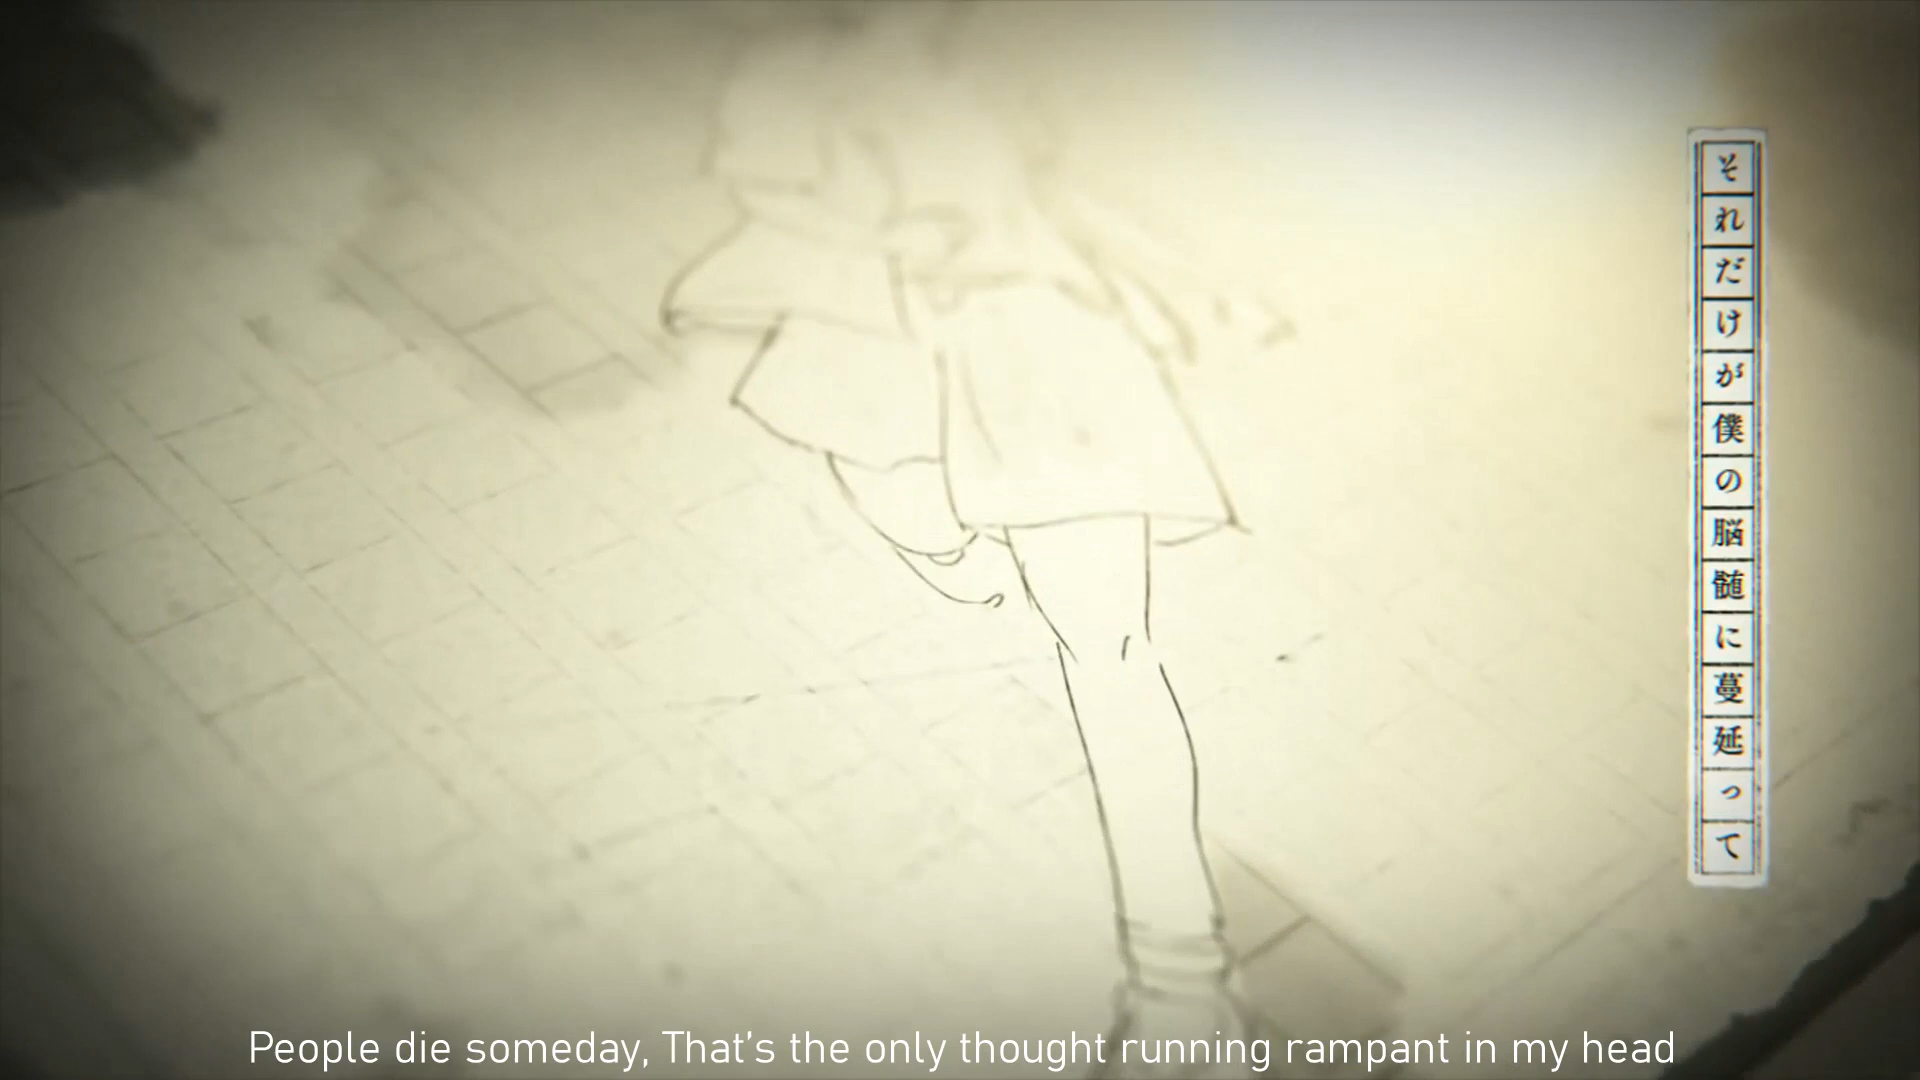 それだけが僕の脳髄に蔓延って
People die someday, That's the only thought running rampant in my head